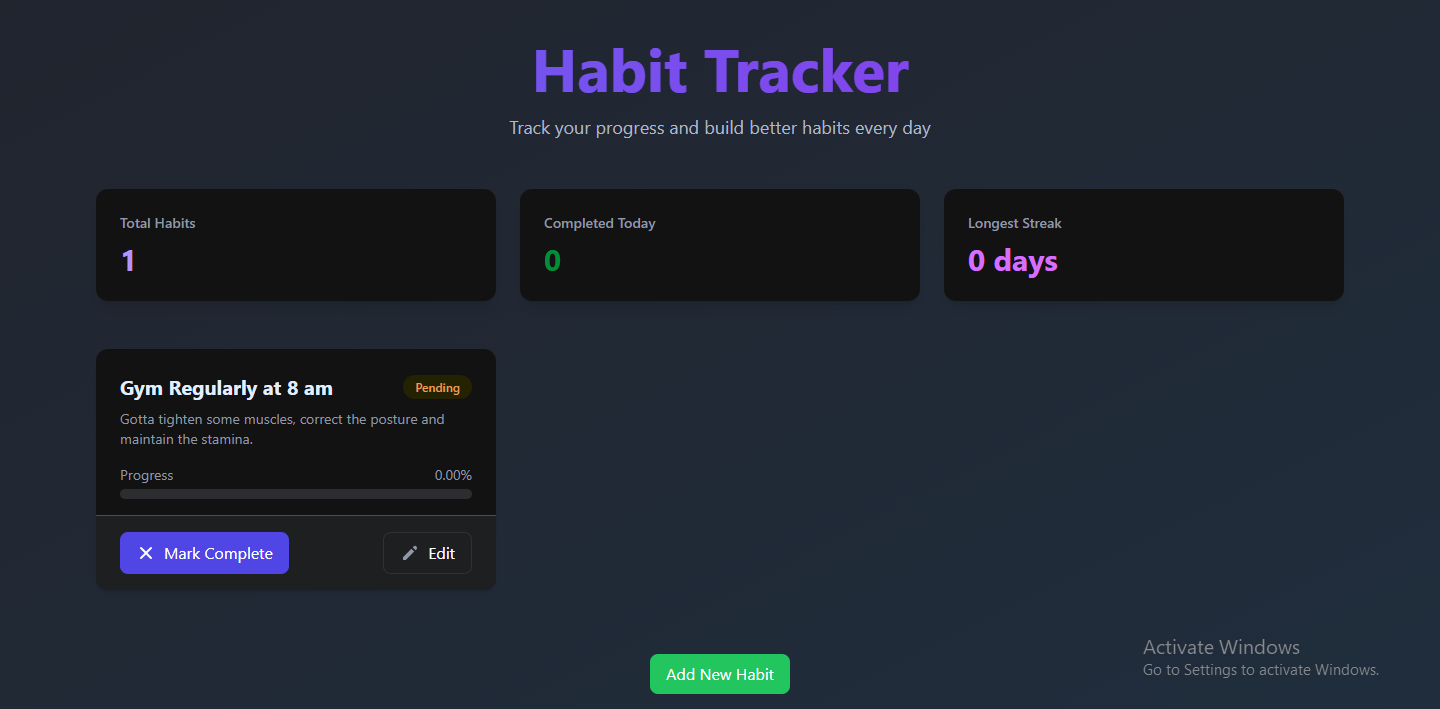 Habit Tracker
Track your progress and build better habits every day
Total Habits
1
Completed Today
0
Longest Streak
0 days
Gym Regularly at 8 am
Pending
Gotta tighten some muscles, correct the posture and
maintain the stamina.
Progress
0.00%
Mark Complete
Edit
Add New Habit
Activate Windows
Go to Settings to activate Windows.